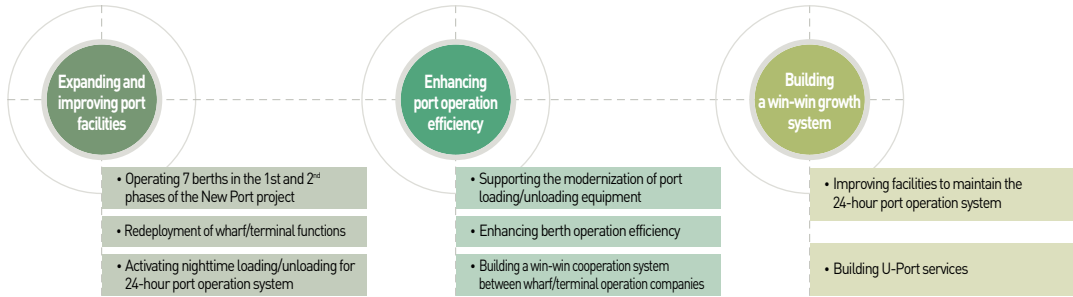 Expanding and
improving port
facilities
• Operating 7 berths in the 1st and 2nd
phases of the New Port project
• Redeployment of wharf/terminal functions
• Activating nighttime loading/unloading for
24-hour port operation system
Enhancing
port operation
efficiency
• Supporting the modernization of port
loading/unloading equipment
• Enhancing berth operation efficiency
• Building a win-win cooperation system
between wharf/terminal operation companies
Building
a win-win growth
system
• Improving facilities to maintain the
24-hour port operation system
• Building U-Port services